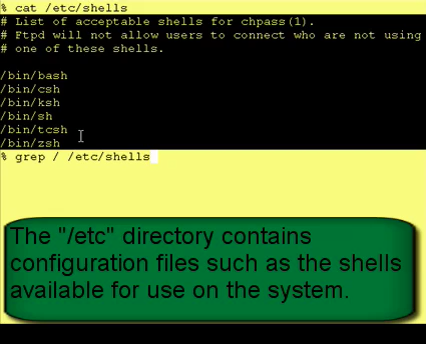 % cat /etc/shells
# List of acceptable shells for chpass(1).
# Ftpd will not allow users to connect who are not using
# one of these shells.
/bin/bash
/bin/csh
/bin/ksh
/bin/sh
/bin/tcsh
/bin/zsh
% grep / /etc/shells
The "/etc" directory contains
configuration files such as the shells
available for use on the system.